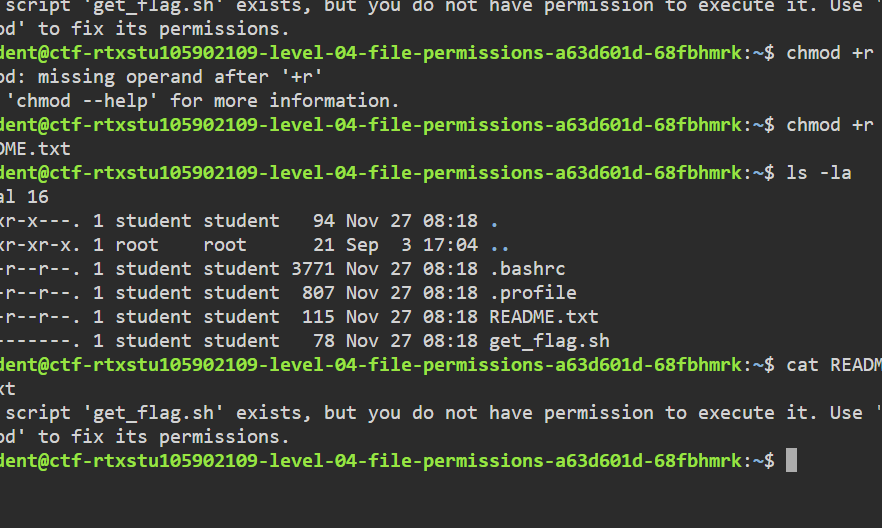 script 'get_flag.sh' exists, but you do not have permission to execute it. Use '
od' to fix its permissions.
dent@ctf-rtxstu105902109-level-04-file-permissions-a63d601d-68fbhmrk:~$ chmod +r
od: missing operand after '+r'
'chmod --help' for more information.
dent@ctf-rtxstu105902109-level-04-file-permissions-a63d601d-68fbhmrk:~$ chmod +r
OME.txt
dent@ctf-rtxstu105902109-level-04-file-permissions-a63d601d-68fbhmrk:~$ ls -la
al 16
xr-x---. 1 student student   94 Nov 27 08:18 .
xr-xr-x. 1 root    root      21 Sep  3 17:04 ..
-r--r--. 1 student student 3771 Nov 27 08:18 .bashrc
-r--r--. 1 student student  807 Nov 27 08:18 .profile
-r--r--. 1 student student  115 Nov 27 08:18 README.txt
-------. 1 student student   78 Nov 27 08:18 get_flag.sh
dent@ctf-rtxstu105902109-level-04-file-permissions-a63d601d-68fbhmrk:~$ cat READM
xt
script 'get_flag.sh' exists, but you do not have permission to execute it. Use '
od' to fix its permissions.
dent@ctf-rtxstu105902109-level-04-file-permissions-a63d601d-68fbhmrk:~$